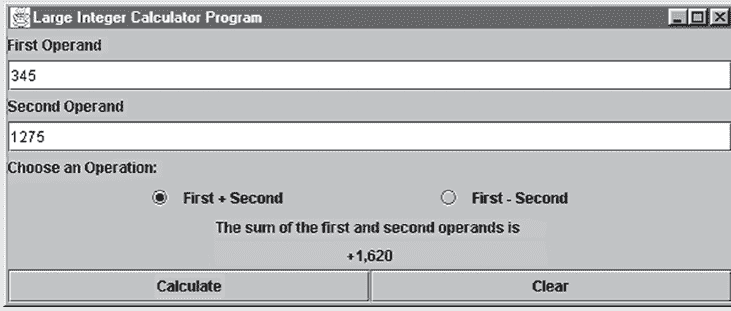 Large Integer Calculator Program
First Operand
345
Second Operand
1275
Choose an Operation:
First + Second First - Second
The sum of the first and second operands is
+1,620
Calculate Clear